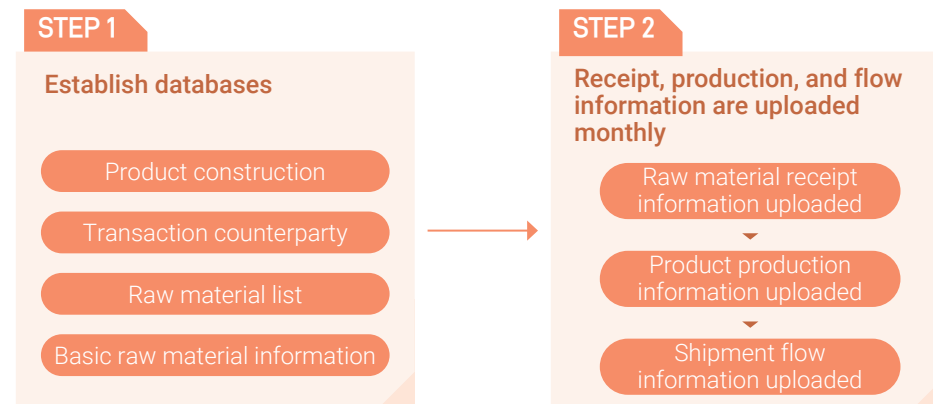 STEP 1
Establish databases
Product construction
Transaction counterparty
Raw material list
Basic raw material information
STEP 2
Receipt, production, and flow
information are uploaded
monthly
Raw material receipt
information uploaded
Product production
information uploaded
Shipment flow
information uploaded